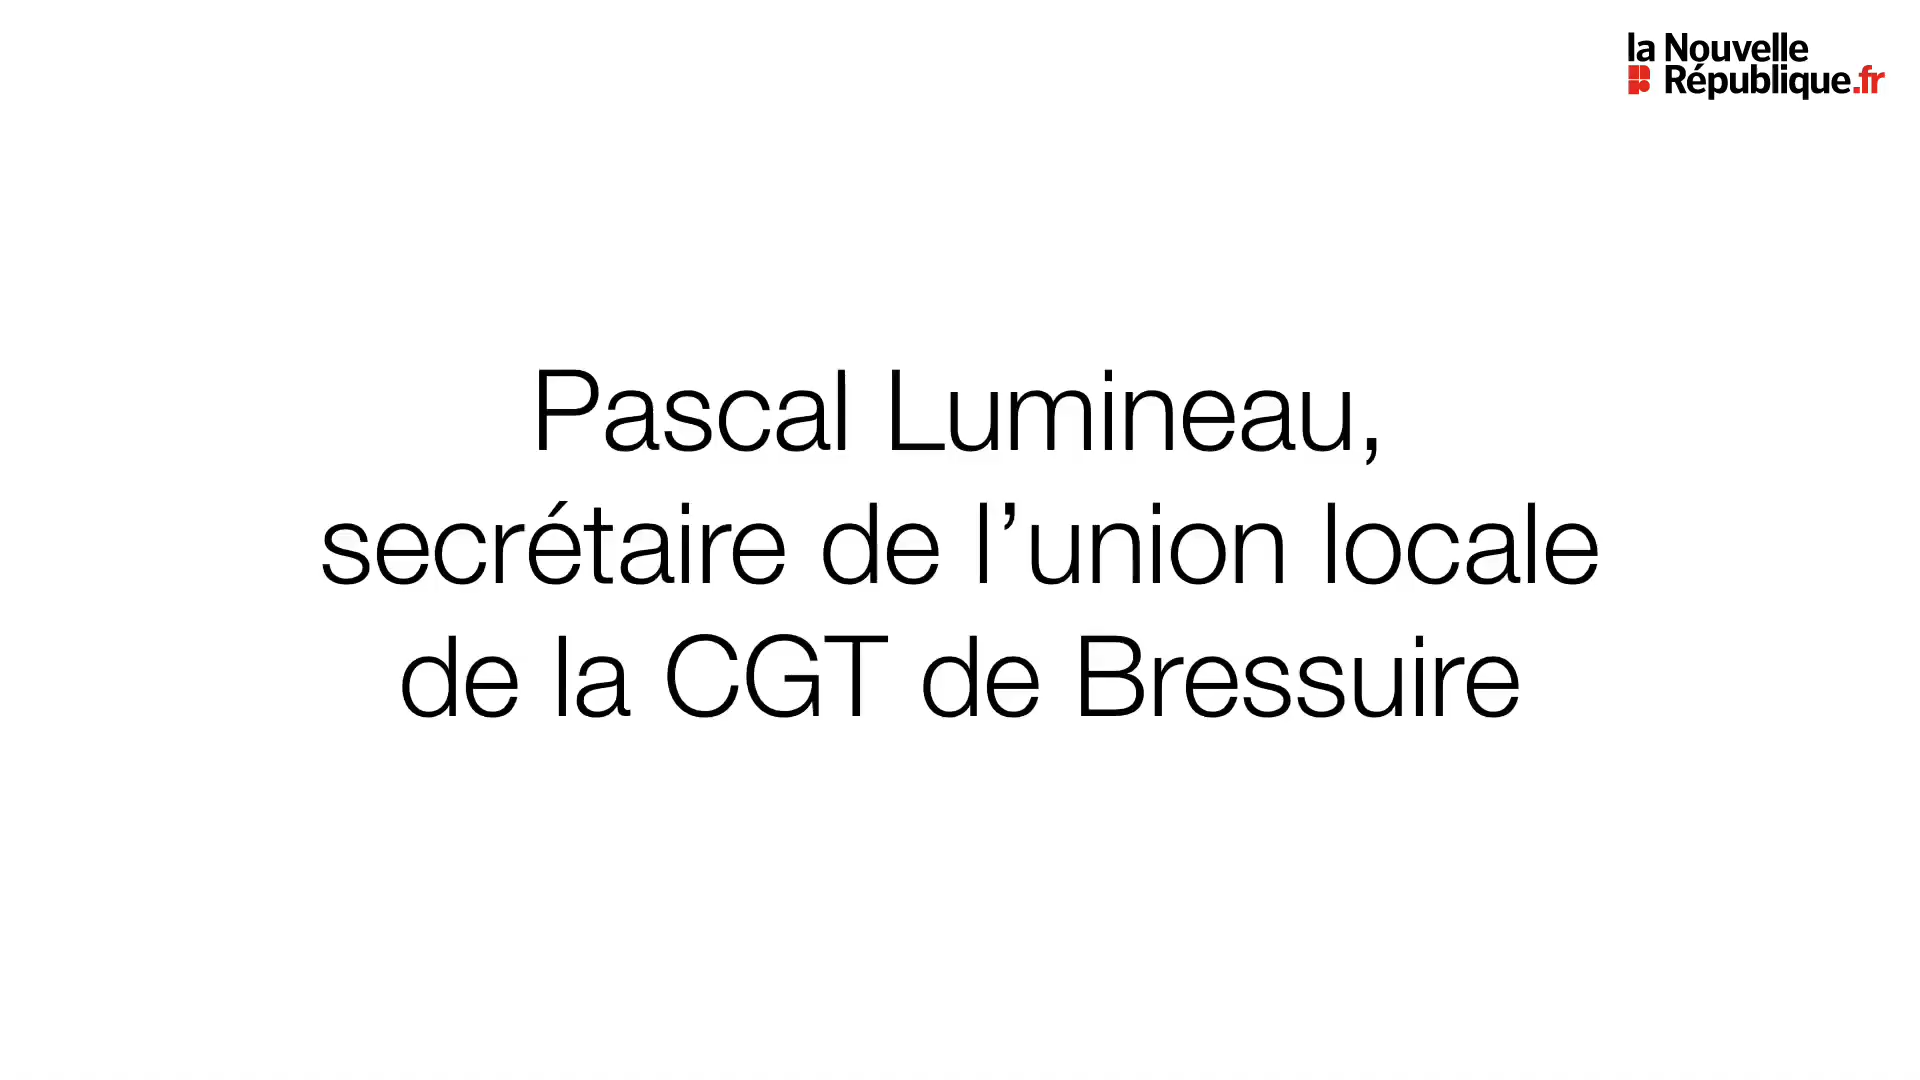 la Nouvelle
République.fr
Pascal Lumineau,
secrétaire de l’union locale
de la CGT de Bressuire